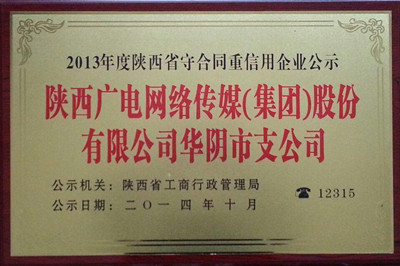 2013年度陕西省守合同重信用企业公示
陕西广电网络传媒(集团)股份
有限公司华阴市支公司
公示机关：陕西省工商行政管理局
公示日期：二〇一四年十月 ☎ 12315